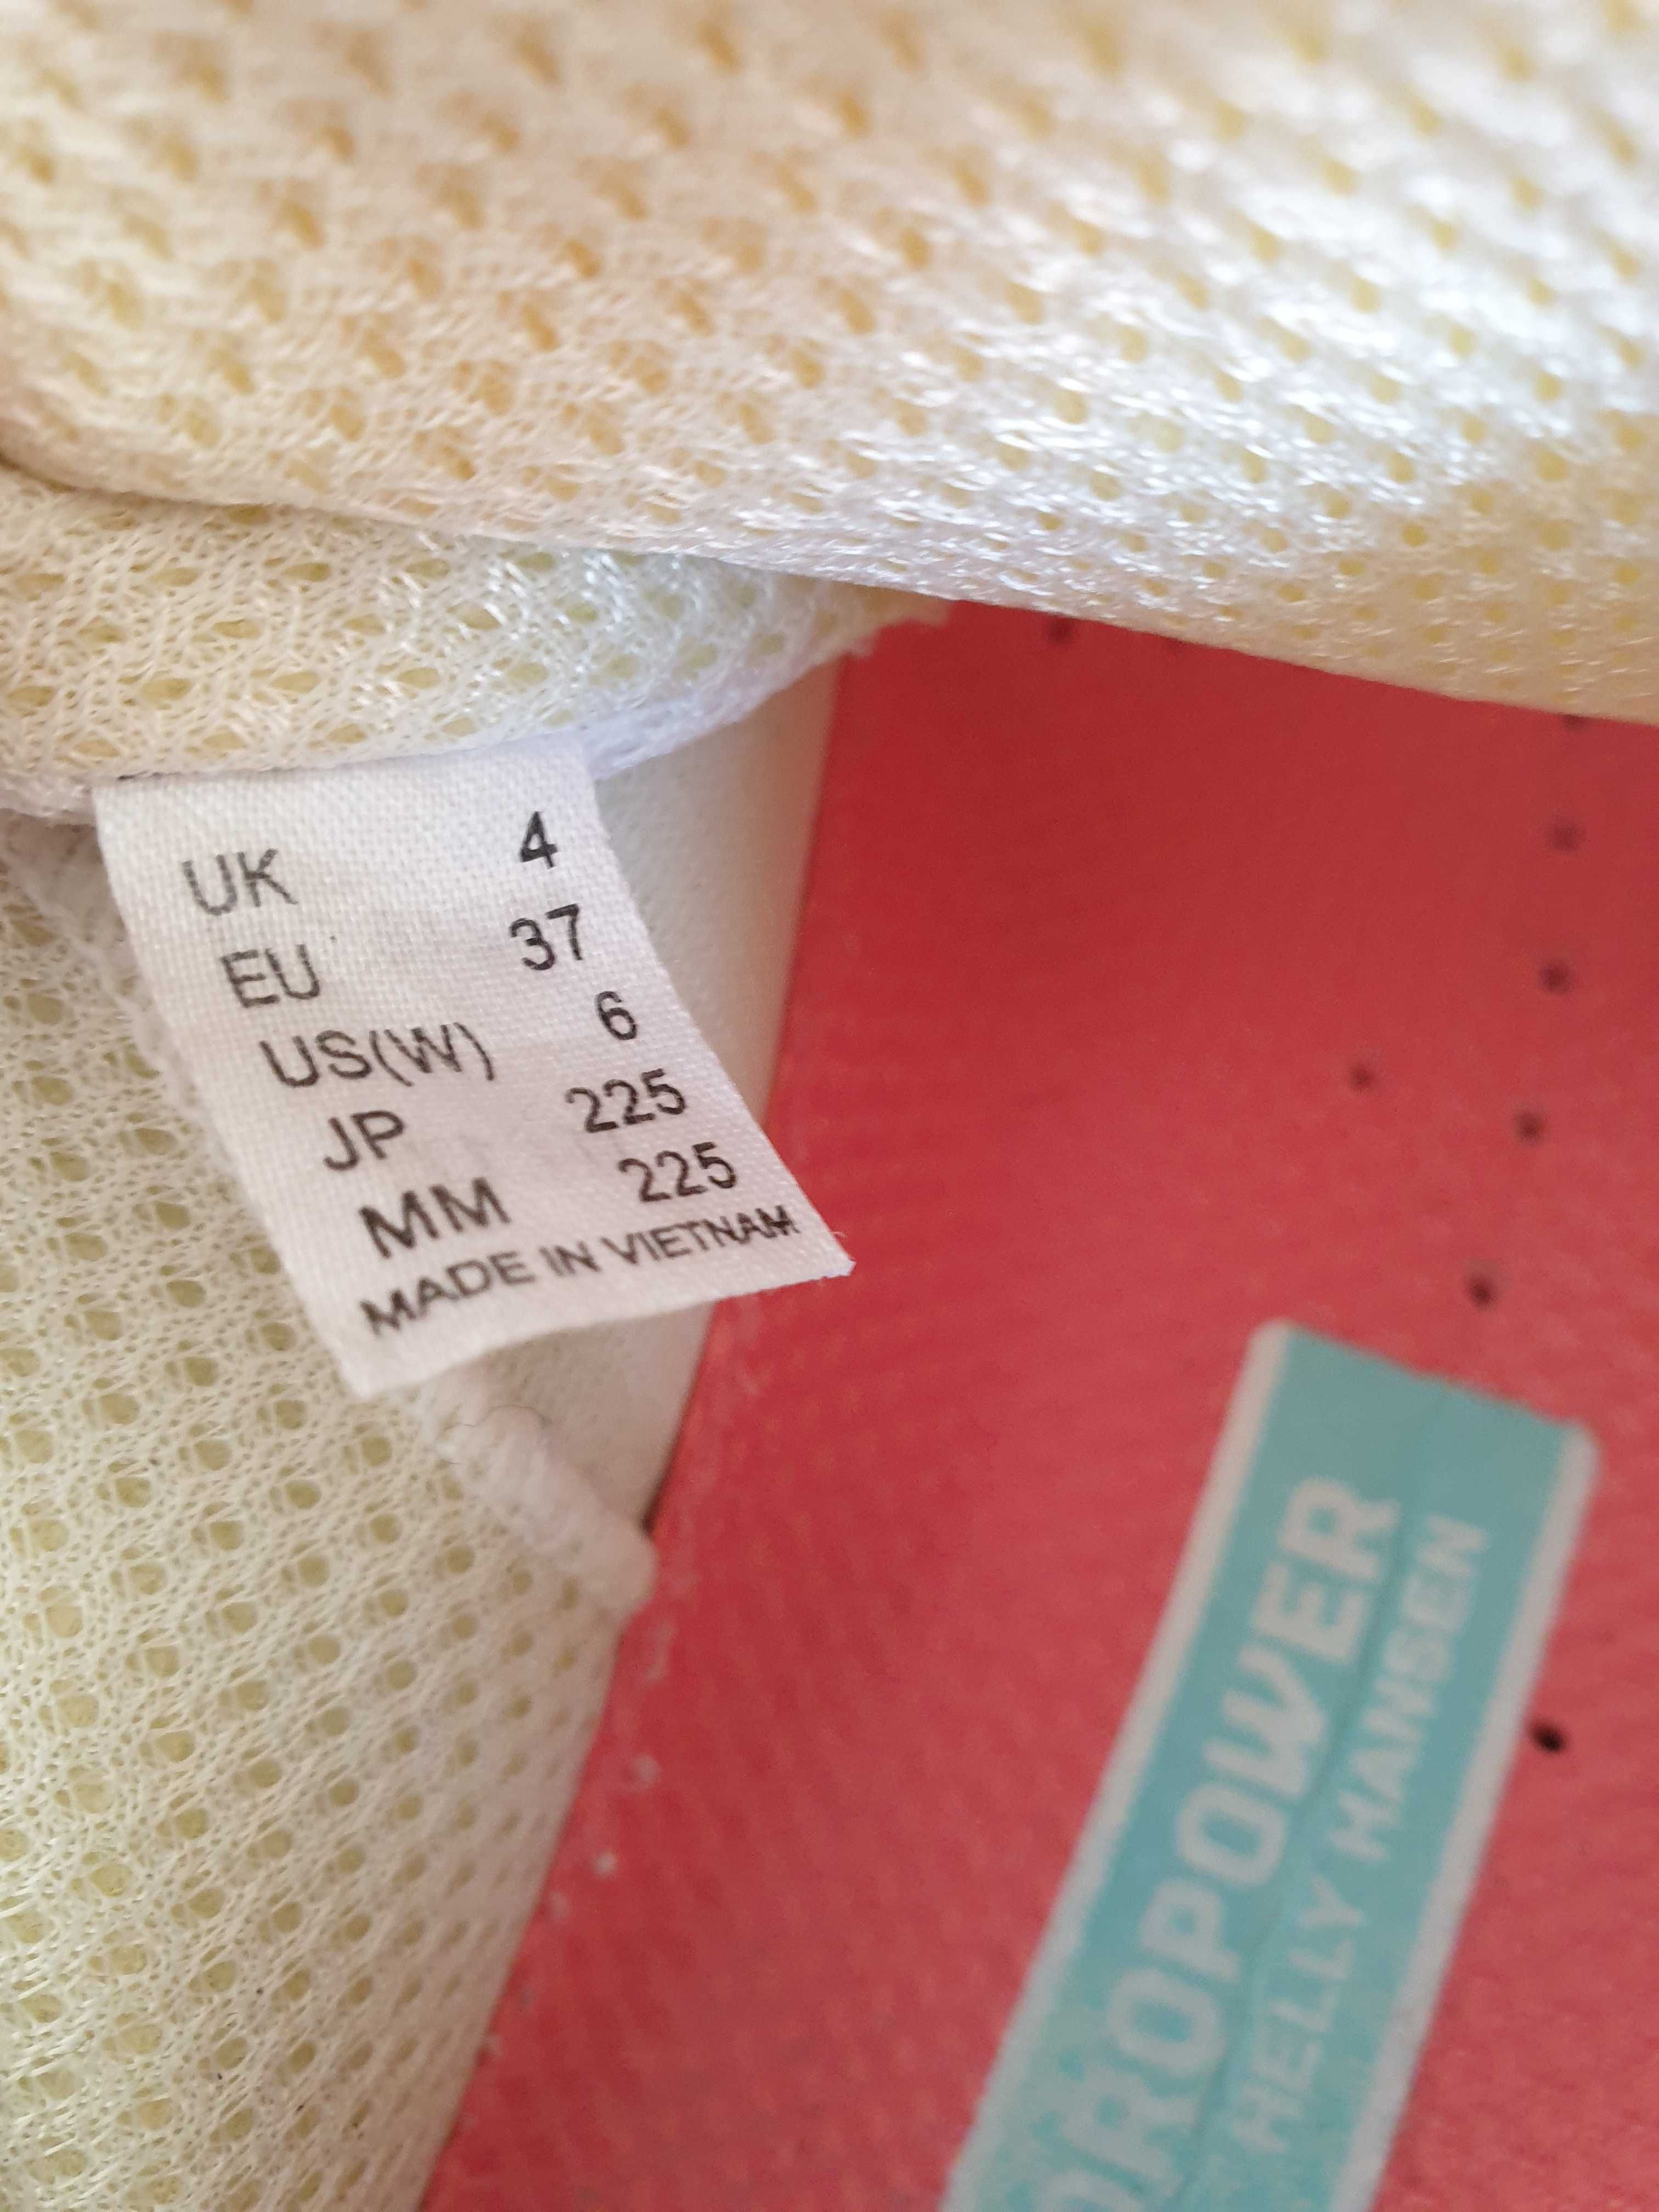 UK 4
EU 37
US(W) 6
JP 225
MM 225
MADE IN VIETNAM
DROPOWER
HELLY HANSEN